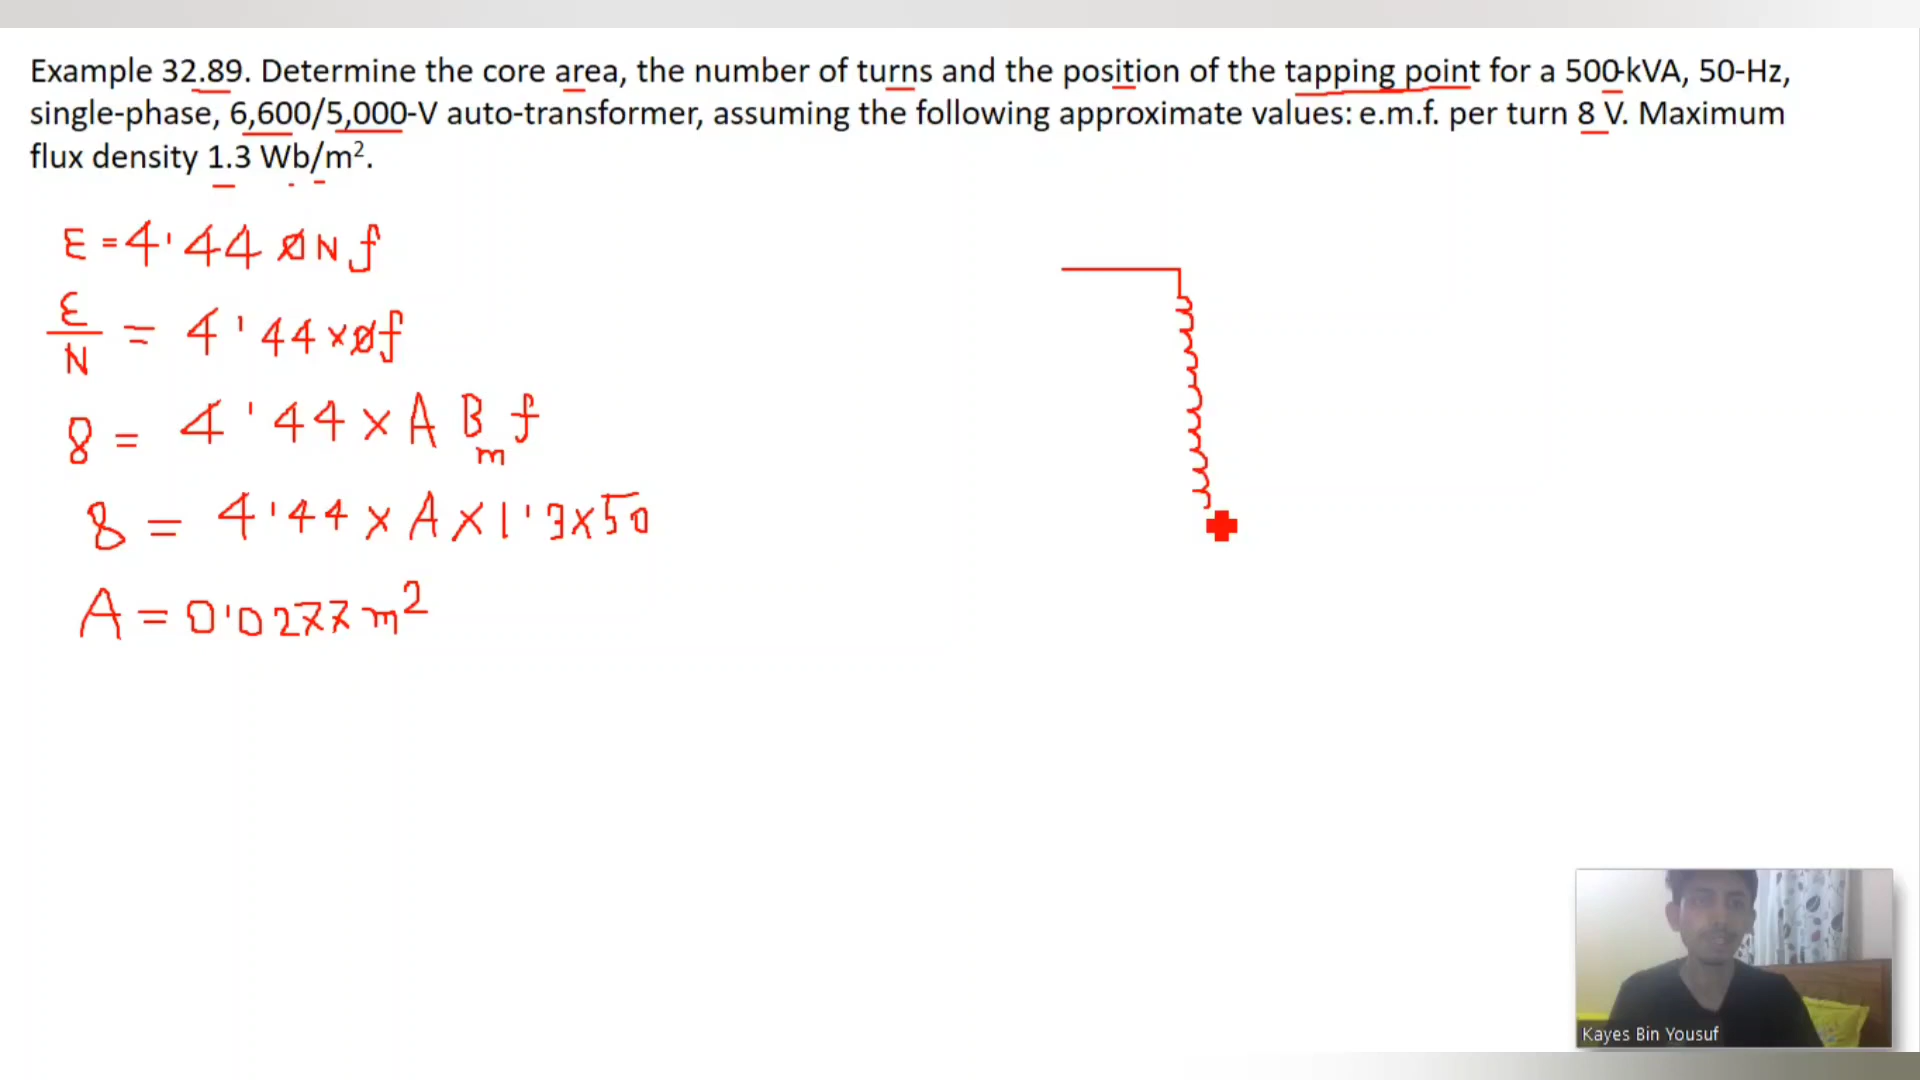 Example 32.89. Determine the core area, the number of turns and the position of the tapping point for a 500-kVA, 50-Hz,
single-phase, 6,600/5,000-V auto-transformer, assuming the following approximate values: e.m.f. per turn 8 V. Maximum
flux density 1.3 Wb/m².
E = 4.44 Ø N f
E/N = 4.44 × Ø f
8 = 4.44 × A Bm f
8 = 4.44 × A × 1.3 × 50
A = 0.0277 m²
Kayes Bin Yousuf